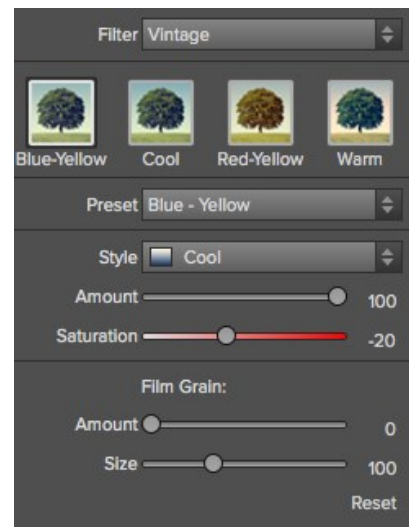 Filter Vintage
Blue-Yellow Cool Red-Yellow Warm
Preset Blue - Yellow
Style Cool
Amount 100
Saturation -20
Film Grain:
Amount 0
Size 100
Reset